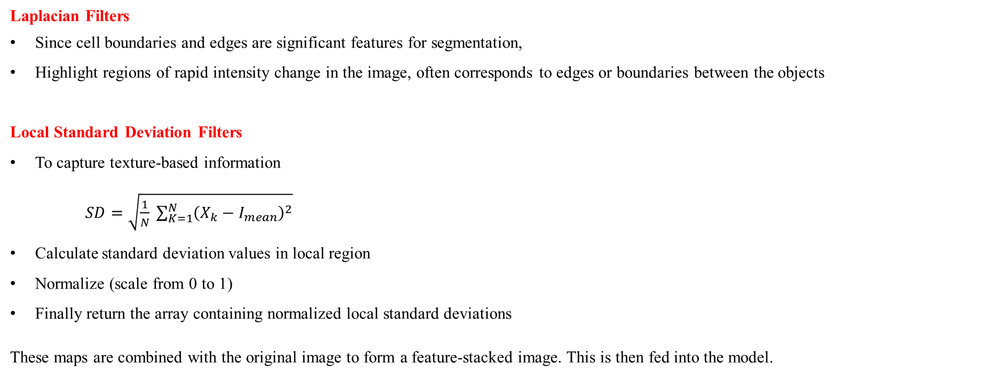 Laplacian Filters
• Since cell boundaries and edges are significant features for segmentation,
• Highlight regions of rapid intensity change in the image, often corresponds to edges or boundaries between the objects
Local Standard Deviation Filters
• To capture texture-based information
SD = √(1/N ∑_{K=1}^{N}(X_k − I_{mean})²)
• Calculate standard deviation values in local region
• Normalize (scale from 0 to 1)
• Finally return the array containing normalized local standard deviations
These maps are combined with the original image to form a feature-stacked image. This is then fed into the model.